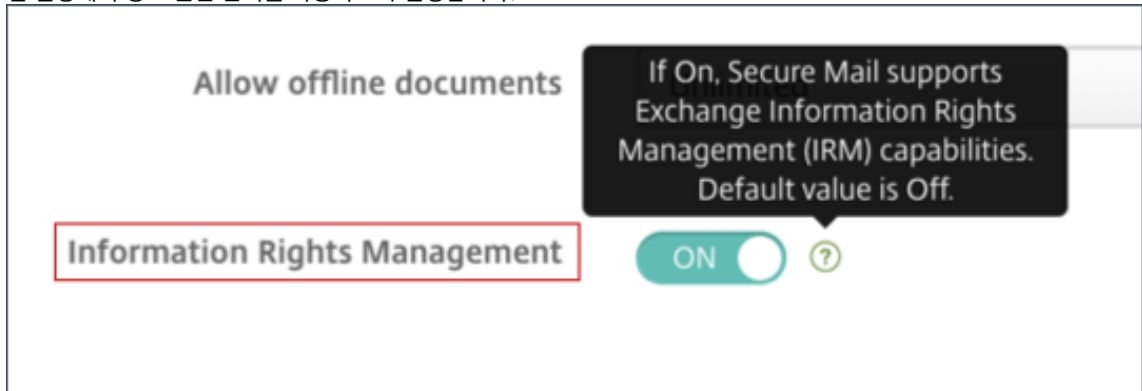 Allow offline documents
If On, Secure Mail supports
Exchange Information Rights
Management (IRM) capabilities.
Default value is Off.
Information Rights Management
ON
?